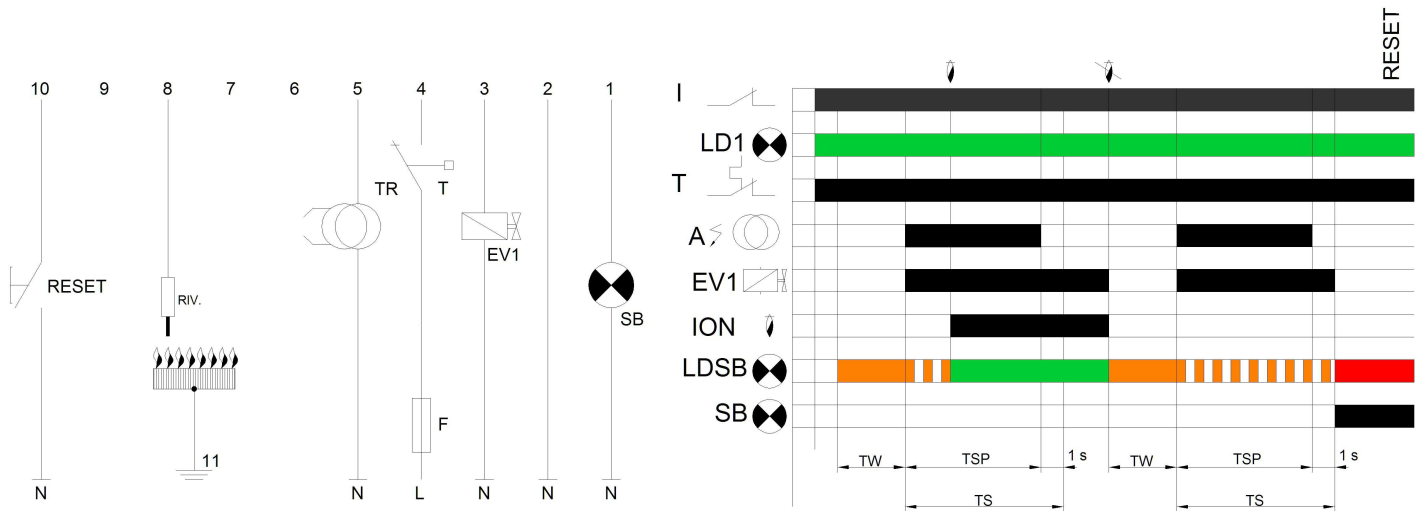 10 9 8 7 6 5 4 3 2 1
RESET
RIV.
11
TR
T
F
EV1
SB
N N L N N N
RESET
I
LD1
T
A
EV1
ION
LDSB
SB
TW TSP 1 s TW TSP 1 s
TS TS